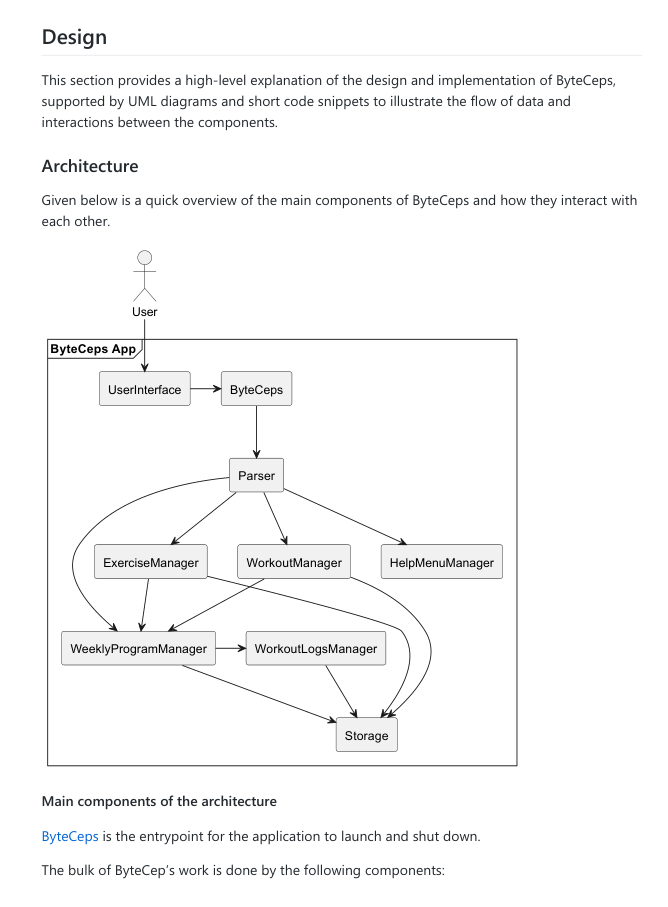 Design
This section provides a high-level explanation of the design and implementation of ByteCeps,
supported by UML diagrams and short code snippets to illustrate the flow of data and
interactions between the components.
Architecture
Given below is a quick overview of the main components of ByteCeps and how they interact with
each other.
User
ByteCeps App
UserInterface
ByteCeps
Parser
ExerciseManager
WorkoutManager
HelpMenuManager
WeeklyProgramManager
WorkoutLogsManager
Storage
Main components of the architecture
ByteCeps is the entrypoint for the application to launch and shut down.
The bulk of ByteCep’s work is done by the following components: